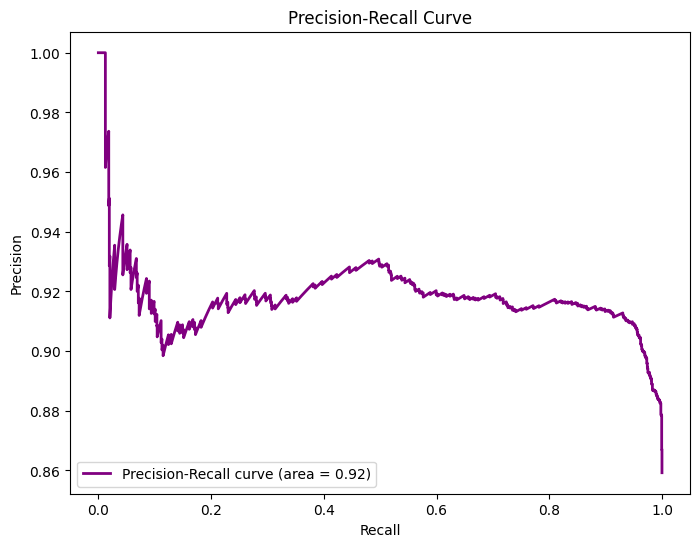 Precision-Recall Curve
1.00
0.98
0.96
0.94
0.92
0.90
0.88
0.86
Precision
Precision-Recall curve (area = 0.92)
0.0 0.2 0.4 0.6 0.8 1.0
Recall